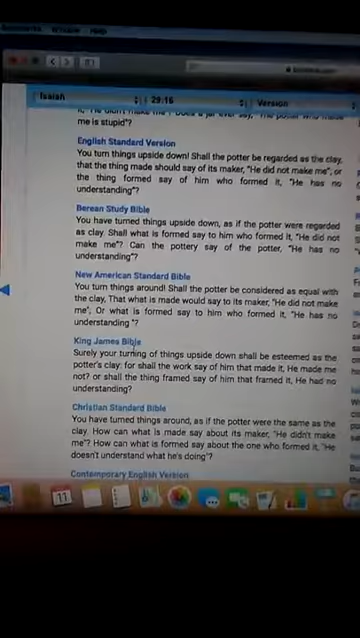 Window Help
Isaiah 29:16 Version
me is stupid"?
English Standard Version
You turn things upside down! Shall the potter be regarded as the clay,
that the thing made should say of its maker, "He did not make me", or
the thing formed say of him who formed it, "He has no
understanding"?
Berean Study Bible
You have turned things upside down, as if the potter were regarded
as clay. Shall what is formed say to him who formed it, "He did not
make me"? Can the pottery say of the potter, "He has no
understanding"?
New American Standard Bible
You turn things around! Shall the potter be considered as equal with
the clay, That what is made would say to its maker, "He did not make
me", Or what is formed say to him who formed it, "He has no
understanding "?
King James Bible
Surely your turning of things upside down shall be esteemed as the
potter's clay: for shall the work say of him that made it, He made me
not? or shall the thing framed say of him that framed it, He had no
understanding?
Christian Standard Bible
You have turned things around, as if the potter were the same as the
clay. How can what is made say about its maker, "He didn't make
me"? How can what is formed say about the one who formed it, "He
doesn't understand what he's doing"?
Contemporary English Version
11